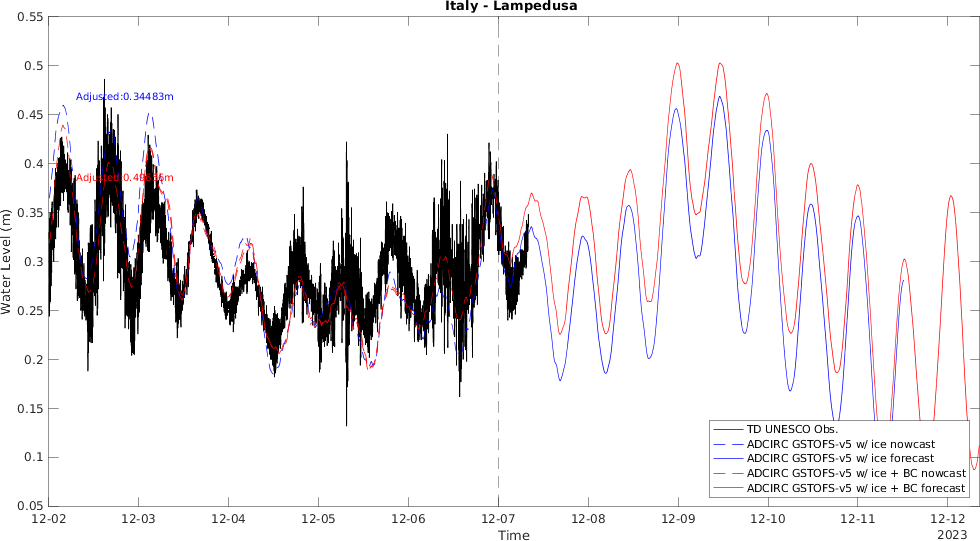 Italy - Lampedusa
Water Level (m)
0.55
0.5
0.45
0.4
0.35
0.3
0.25
0.2
0.15
0.1
0.05
Adjusted:0.34483m
TD UNESCO Obs.
ADCIRC GSTOFS-v5 w/ ice nowcast
ADCIRC GSTOFS-v5 w/ ice forecast
ADCIRC GSTOFS-v5 w/ ice + BC nowcast
ADCIRC GSTOFS-v5 w/ ice + BC forecast
12-02 12-03 12-04 12-05 12-06 12-07 12-08 12-09 12-10 12-11 12-12
2023
Time